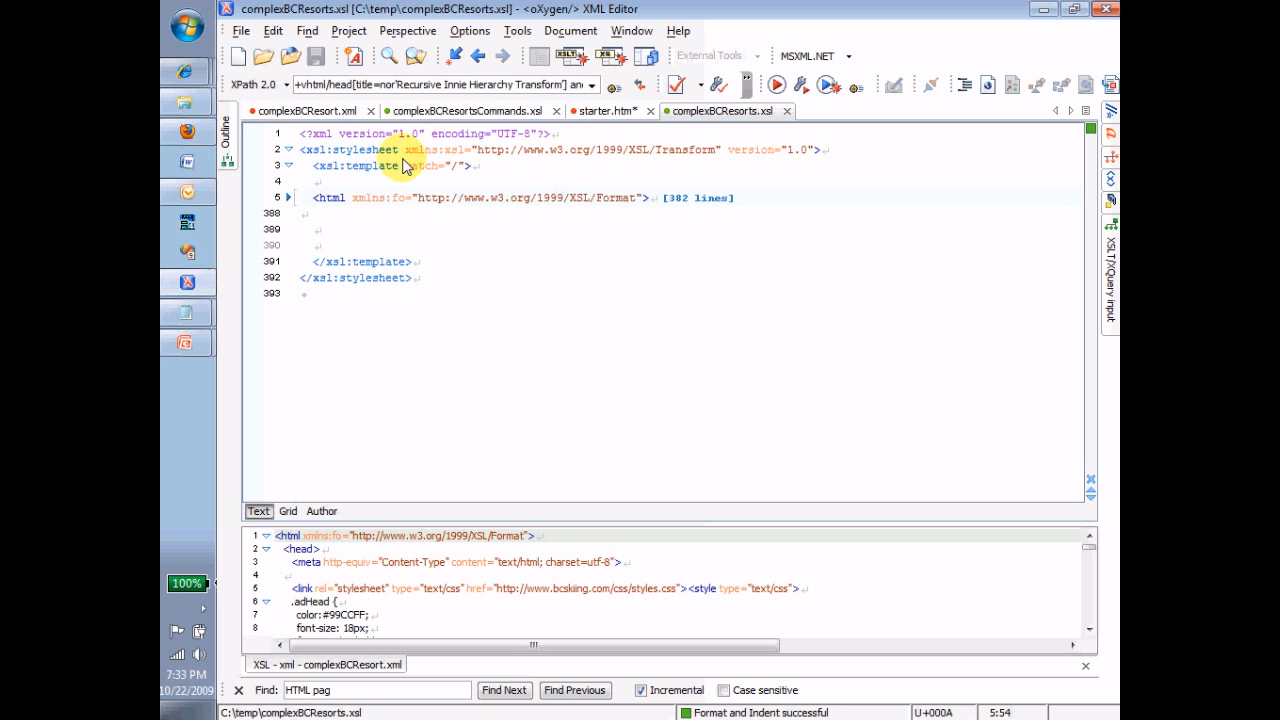 complexBCResorts.xsl [C:\temp\complexBCResorts.xsl] - <oXygen/> XML Editor
File Edit Find Project Perspective Options Tools Document Window Help
External Tools MSXML.NET
XPath 2.0 +vhtml/head[title=nor'Recursive Innie Hierarchy Transform'] an
complexBCResort.xml complexBCResortsCommands.xsl starter.htm* complexBCResorts.xsl
Outline
XSLT/XQuery input
1 <?xml version="1.0" encoding="UTF-8"?>
2 <xsl:stylesheet xmlns:xsl="http://www.w3.org/1999/XSL/Transform" version="1.0">
3 <xsl:template match="/">
4
5 <html xmlns:fo="http://www.w3.org/1999/XSL/Format"> [382 lines]
388
389
390
391 </xsl:template>
392 </xsl:stylesheet>
393
Text Grid Author
1 <html xmlns:fo="http://www.w3.org/1999/XSL/Format">
2 <head>
3 <meta http-equiv="Content-Type" content="text/html; charset=utf-8">
4
5 <link rel="stylesheet" type="text/css" href="http://www.bcskiing.com/css/styles.css"><style type="text/css">
6 .adHead {
7 color:#99CCFF;
8 font-size: 18px;
XSL - xml - complexBCResort.xml
Find: HTML pag Find Next Find Previous Incremental Case sensitive
C:\temp\complexBCResorts.xsl Format and Indent successful U+000A 5:54
100%
7:33 PM
10/22/2009